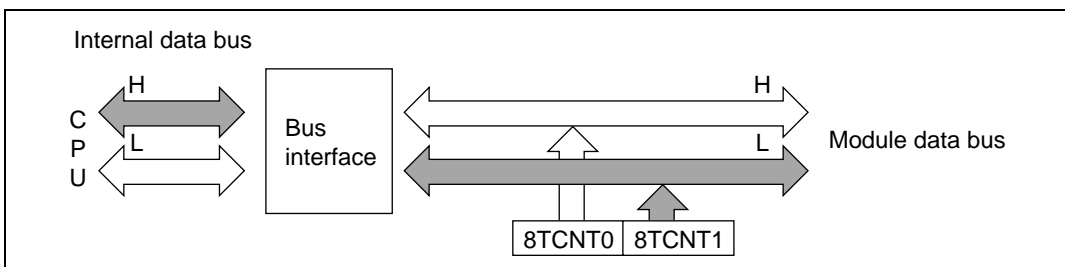 Internal data bus
H
H
C
P
U
L
Bus
interface
L
Module data bus
8TCNT0
8TCNT1